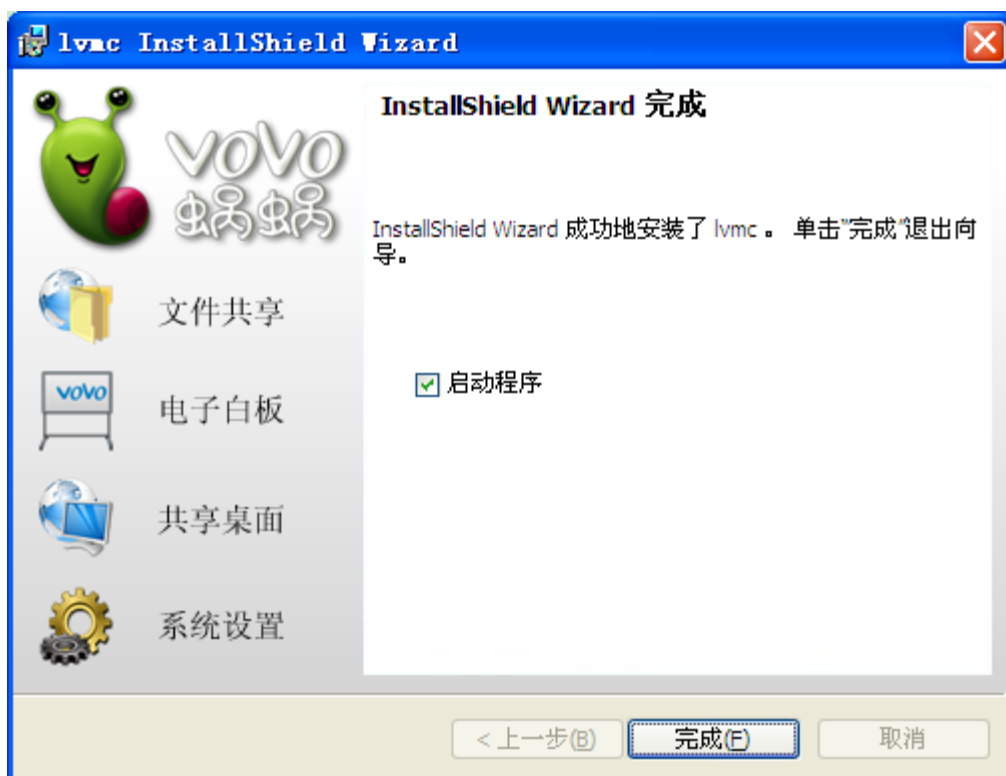 lvmc InstallShield Wizard
InstallShield Wizard 完成
VOVO
蜗蜗
InstallShield Wizard 成功地安装了 lvmc 。 单击"完成"退出向
导。
文件共享
启动程序
VOVO
电子白板
共享桌面
系统设置
< 上一步(B)
完成(F)
取消